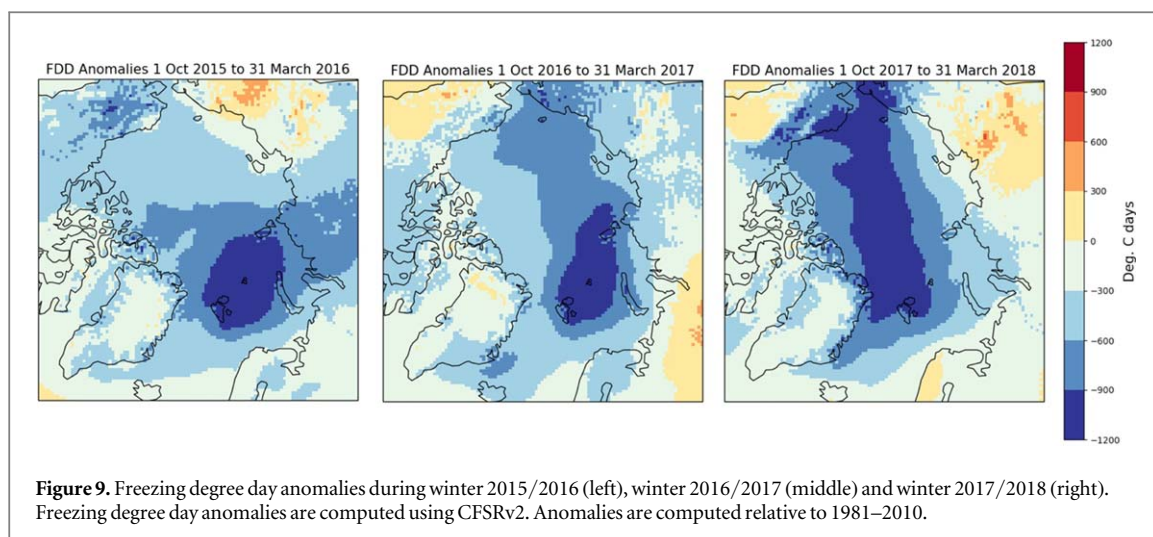 FDD Anomalies 1 Oct 2015 to 31 March 2016
FDD Anomalies 1 Oct 2016 to 31 March 2017
FDD Anomalies 1 Oct 2017 to 31 March 2018
1200
900
600
300
0
−300
−600
−900
−1200
Deg. C days
Figure 9. Freezing degree day anomalies during winter 2015/2016 (left), winter 2016/2017 (middle) and winter 2017/2018 (right).
Freezing degree day anomalies are computed using CFSRv2. Anomalies are computed relative to 1981–2010.